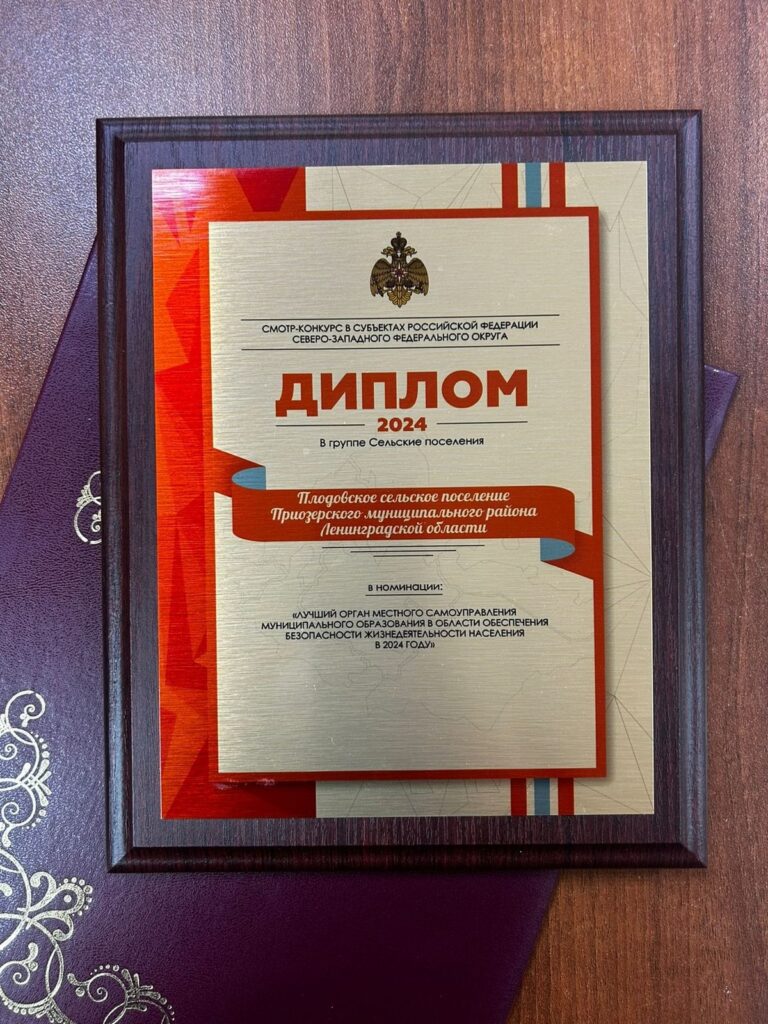 СМОТР-КОНКУРС В СУБЪЕКТАХ РОССИЙСКОЙ ФЕДЕРАЦИИ
СЕВЕРО-ЗАПАДНОГО ФЕДЕРАЛЬНОГО ОКРУГА
ДИПЛОМ
2024
В группе Сельские поселения
Плодовское сельское поселение
Приозерского муниципального района
Ленинградской области
в номинации:
«ЛУЧШИЙ ОРГАН МЕСТНОГО САМОУПРАВЛЕНИЯ
МУНИЦИПАЛЬНОГО ОБРАЗОВАНИЯ В ОБЛАСТИ ОБЕСПЕЧЕНИЯ
БЕЗОПАСНОСТИ ЖИЗНЕДЕЯТЕЛЬНОСТИ НАСЕЛЕНИЯ
В 2024 ГОДУ»